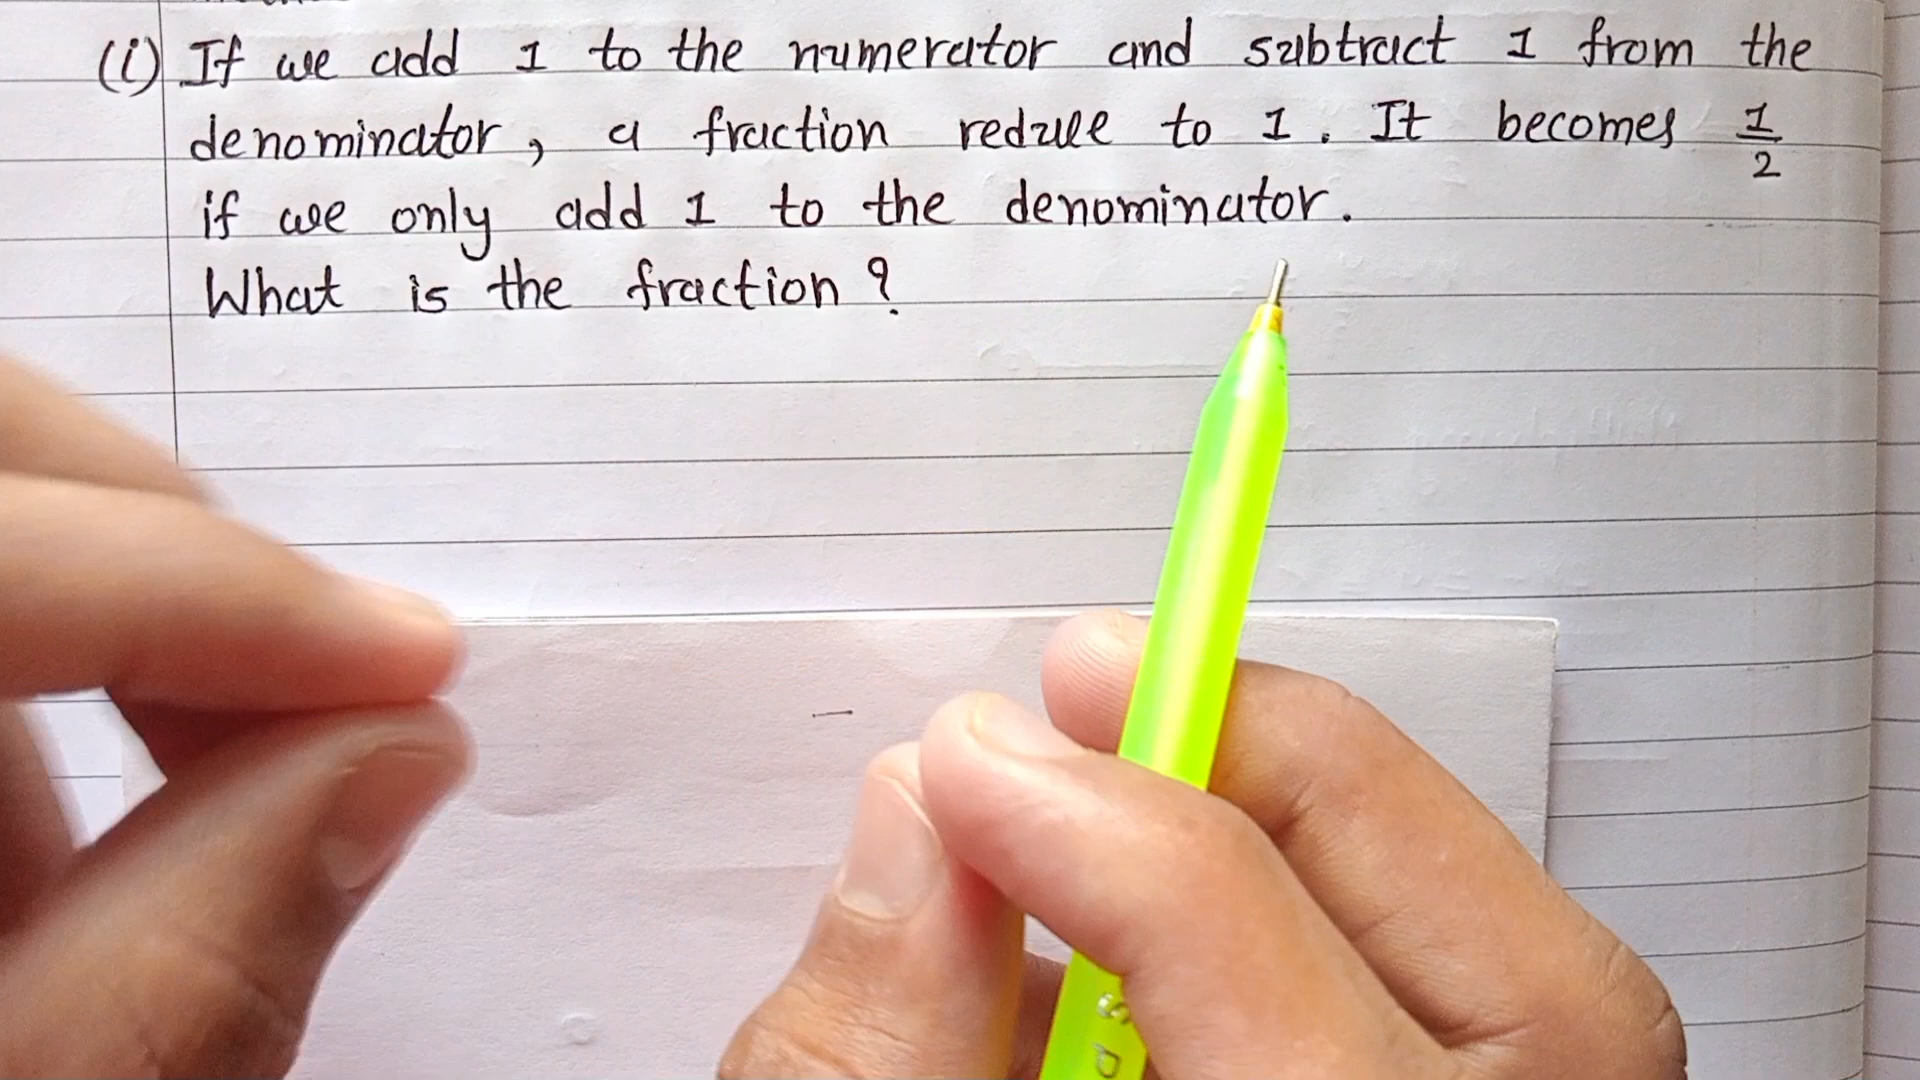 (i) If we add 1 to the numerator and subtract 1 from the
denominator, a fraction reduce to 1. It becomes 1/2
if we only add 1 to the denominator.
What is the fraction?